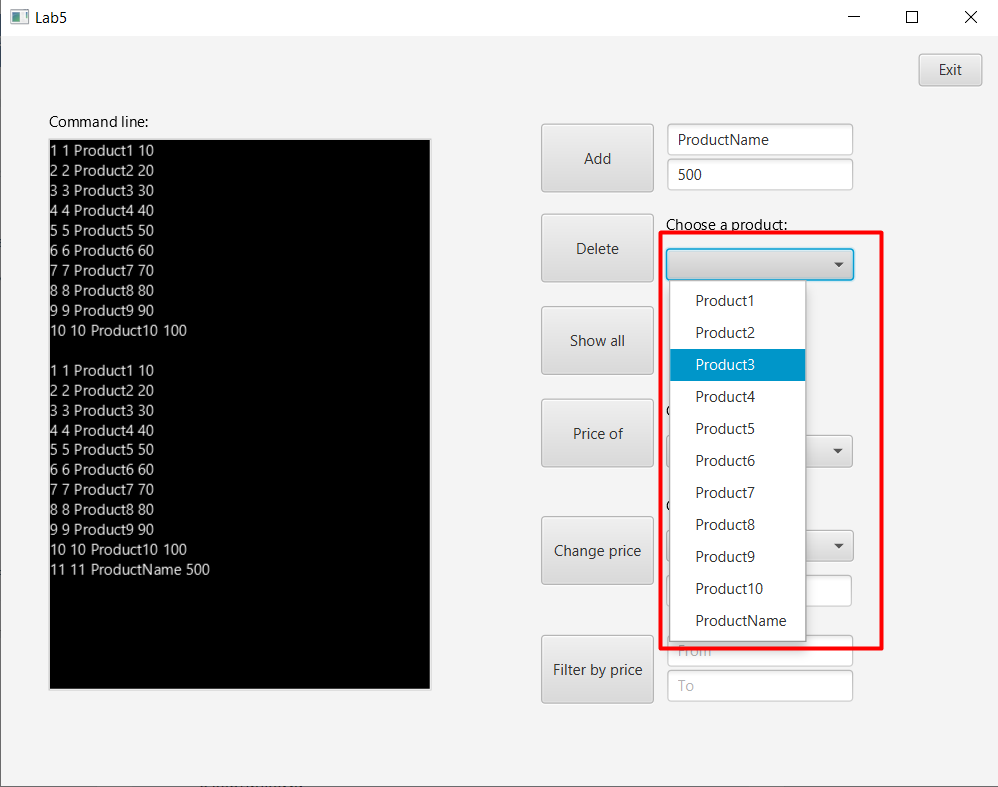 Lab5
Exit
Command line:
1 1 Product1 10
2 2 Product2 20
3 3 Product3 30
4 4 Product4 40
5 5 Product5 50
6 6 Product6 60
7 7 Product7 70
8 8 Product8 80
9 9 Product9 90
10 10 Product10 100
1 1 Product1 10
2 2 Product2 20
3 3 Product3 30
4 4 Product4 40
5 5 Product5 50
6 6 Product6 60
7 7 Product7 70
8 8 Product8 80
9 9 Product9 90
10 10 Product10 100
11 11 ProductName 500
Add
ProductName
500
Delete
Choose a product:
Product1
Product2
Product3
Product4
Product5
Product6
Product7
Product8
Product9
Product10
ProductName
Show all
Price of
Change price
Filter by price
From
To